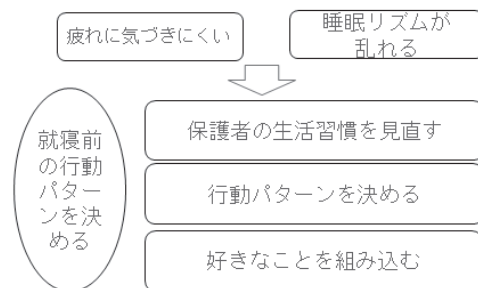 疲れに気づきにくい
睡眠リズムが
乱れる
就寝前
の行動
パター
ンを決
める
保護者の生活習慣を見直す
行動パターンを決める
好きなことを組み込む